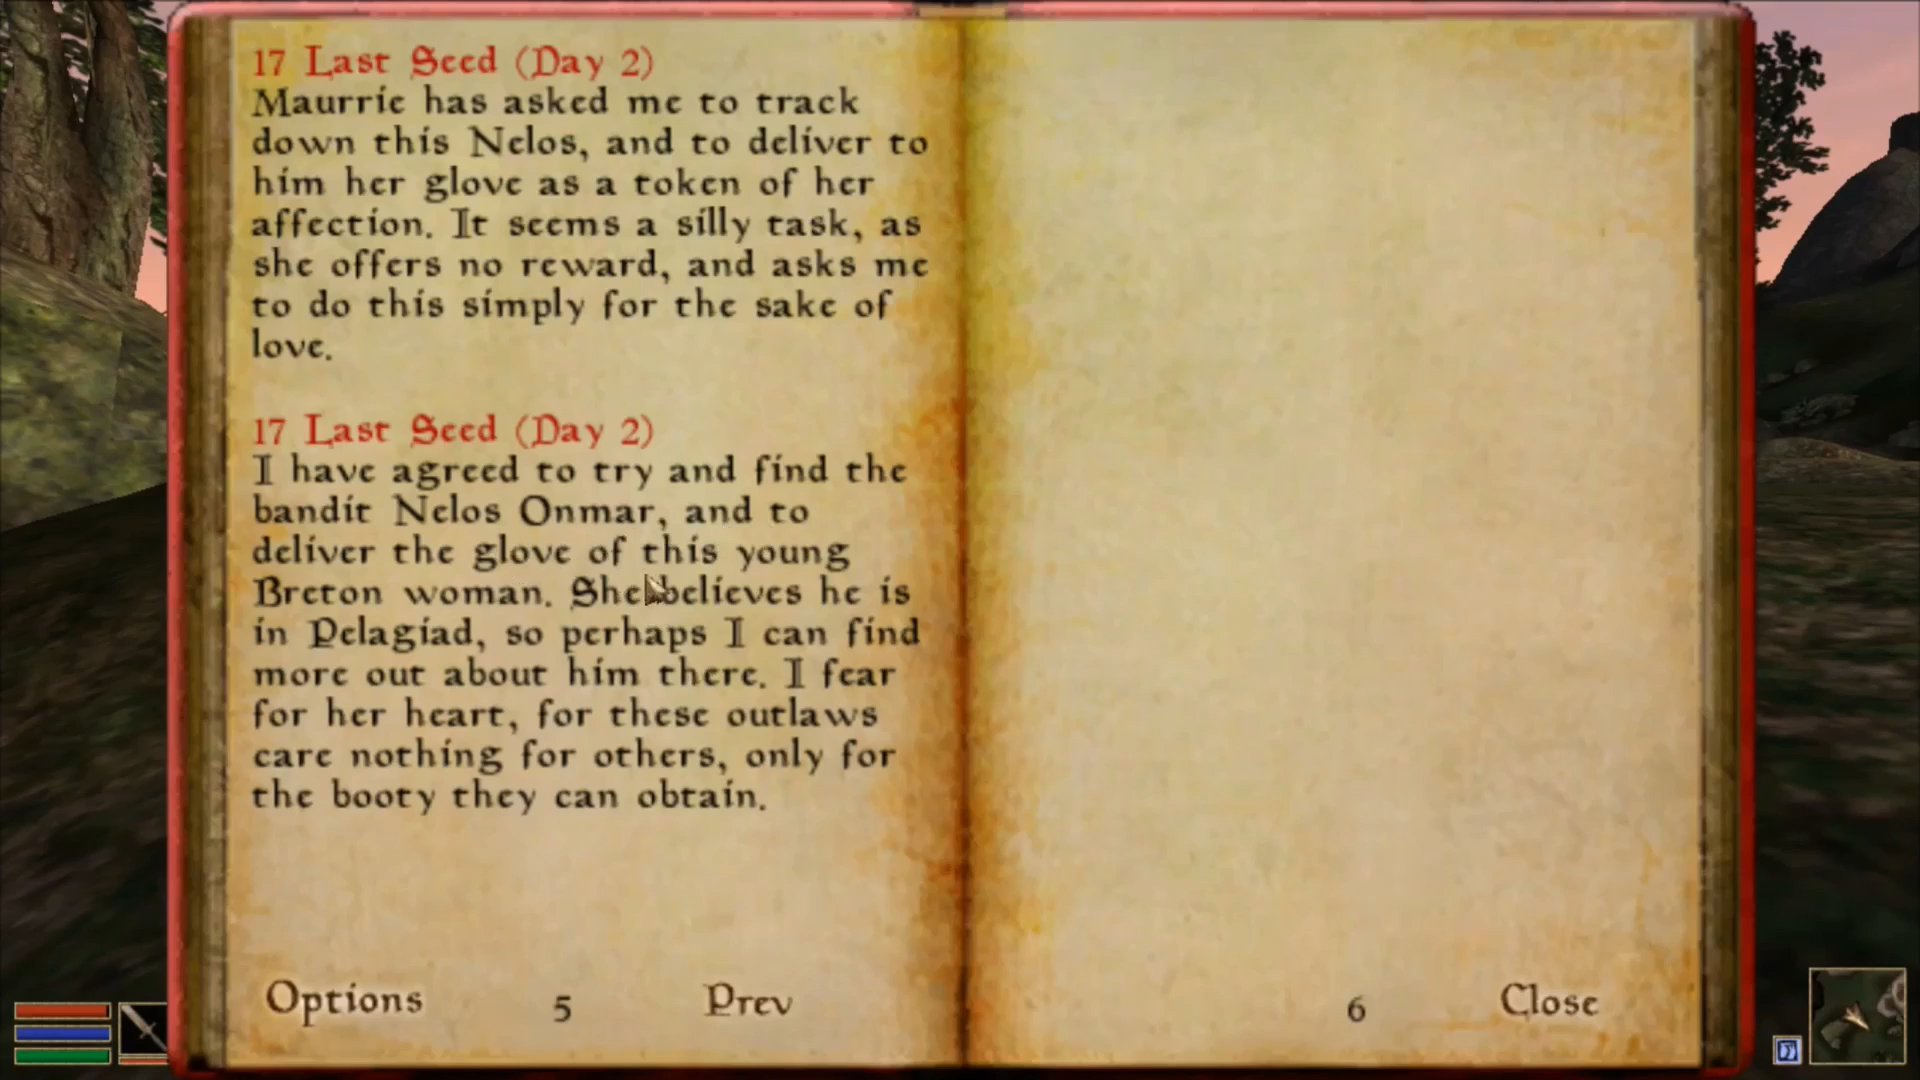 17 Last Seed (Day 2)
Maurrie has asked me to track
down this Nelos, and to deliver to
him her glove as a token of her
affection. It seems a silly task, as
she offers no reward, and asks me
to do this simply for the sake of
love.
17 Last Seed (Day 2)
I have agreed to try and find the
bandit Nelos Onmar, and to
deliver the glove of this young
Breton woman. She believes he is
in Pelagiad, so perhaps I can find
more out about him there. I fear
for her heart, for these outlaws
care nothing for others, only for
the booty they can obtain.
Options 5 Prev 6 Close